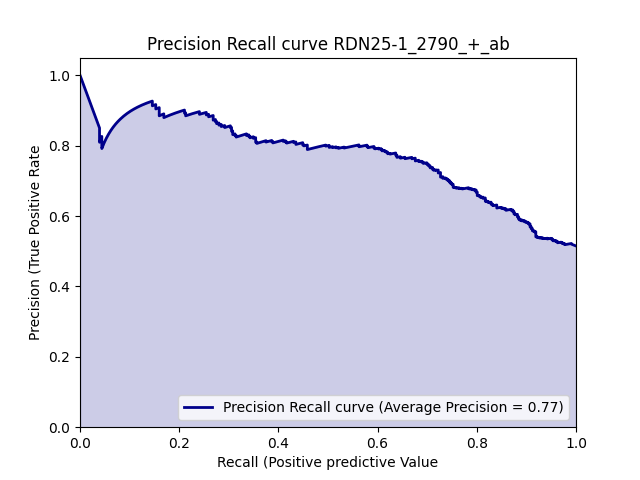 Precision Recall curve RDN25-1_2790_+_ab
Precision (True Positive Rate
1.0
0.8
0.6
0.4
0.2
0.0
Precision Recall curve (Average Precision = 0.77)
0.0 0.2 0.4 0.6 0.8 1.0
Recall (Positive predictive Value